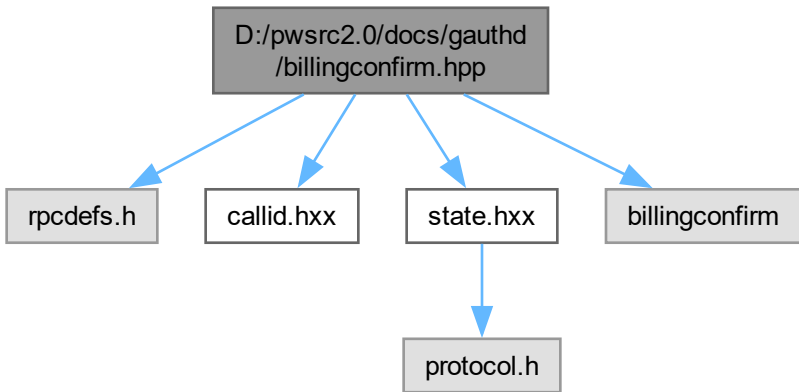 D:/pwsrc2.0/docs/gauthd
/billingconfirm.hpp
rpcdefs.h
callid.hxx
state.hxx
billingconfirm
protocol.h